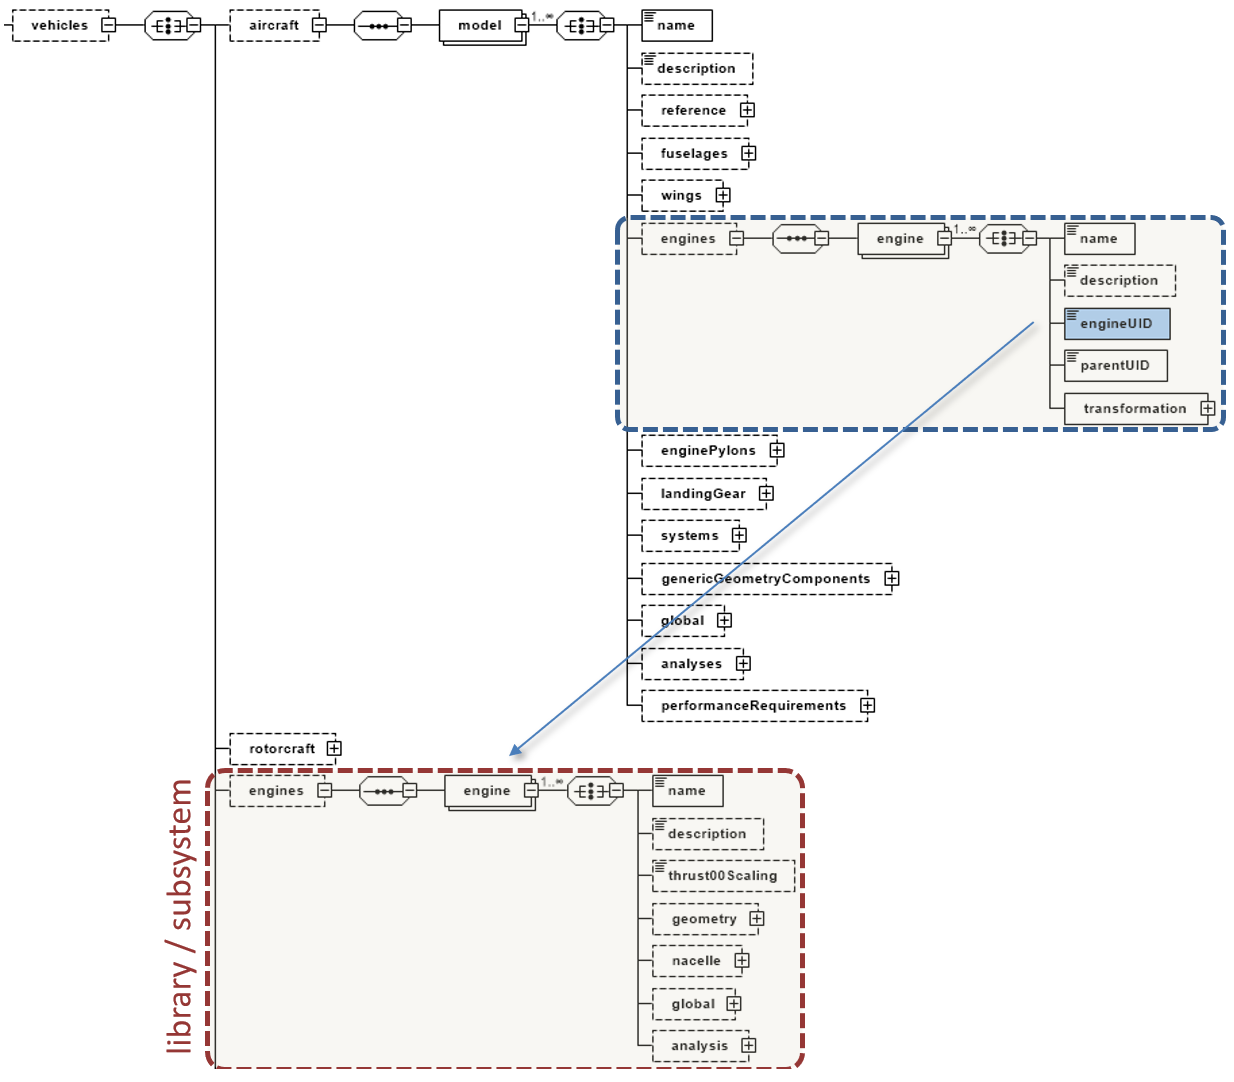 vehicles
aircraft
model
1..∞
name
description
reference
fuselages
wings
engines
engine
1..∞
name
description
engineUID
parentUID
transformation
enginePylons
landingGear
systems
genericGeometryComponents
global
analyses
performanceRequirements
rotorcraft
library / subsystem
engines
engine
1..∞
name
description
thrust00Scaling
geometry
nacelle
global
analysis